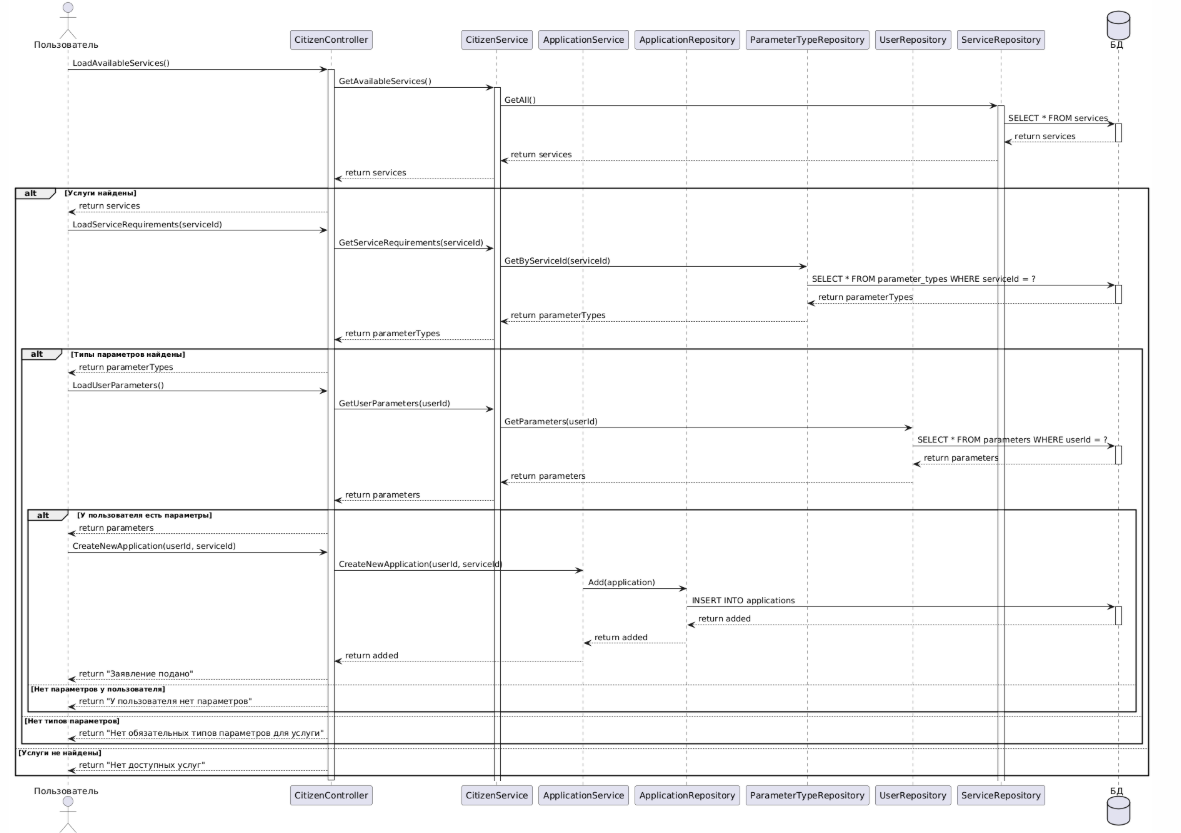 Пользователь
CitizenController
CitizenService
ApplicationService
ApplicationRepository
ParameterTypeRepository
UserRepository
ServiceRepository
БД
LoadAvailableServices()
GetAvailableServices()
GetAll()
SELECT * FROM services
return services
return services
return services
alt [Услуги найдены]
return services
LoadServiceRequirements(serviceId)
GetServiceRequirements(serviceId)
GetByServiceId(serviceId)
SELECT * FROM parameter_types WHERE serviceId = ?
return parameterTypes
return parameterTypes
return parameterTypes
alt [Типы параметров найдены]
return parameterTypes
LoadUserParameters()
GetUserParameters(userId)
GetParameters(userId)
SELECT * FROM parameters WHERE userId = ?
return parameters
return parameters
return parameters
alt [У пользователя есть параметры]
return parameters
CreateNewApplication(userId, serviceId)
CreateNewApplication(userId, serviceId)
Add(application)
INSERT INTO applications
return added
return added
return added
return "Заявление подано"
[Нет параметров у пользователя]
return "У пользователя нет параметров"
[Нет типов параметров]
return "Нет обязательных типов параметров для услуги"
[Услуги не найдены]
return "Нет доступных услуг"
Пользователь
CitizenController
CitizenService
ApplicationService
ApplicationRepository
ParameterTypeRepository
UserRepository
ServiceRepository
БД